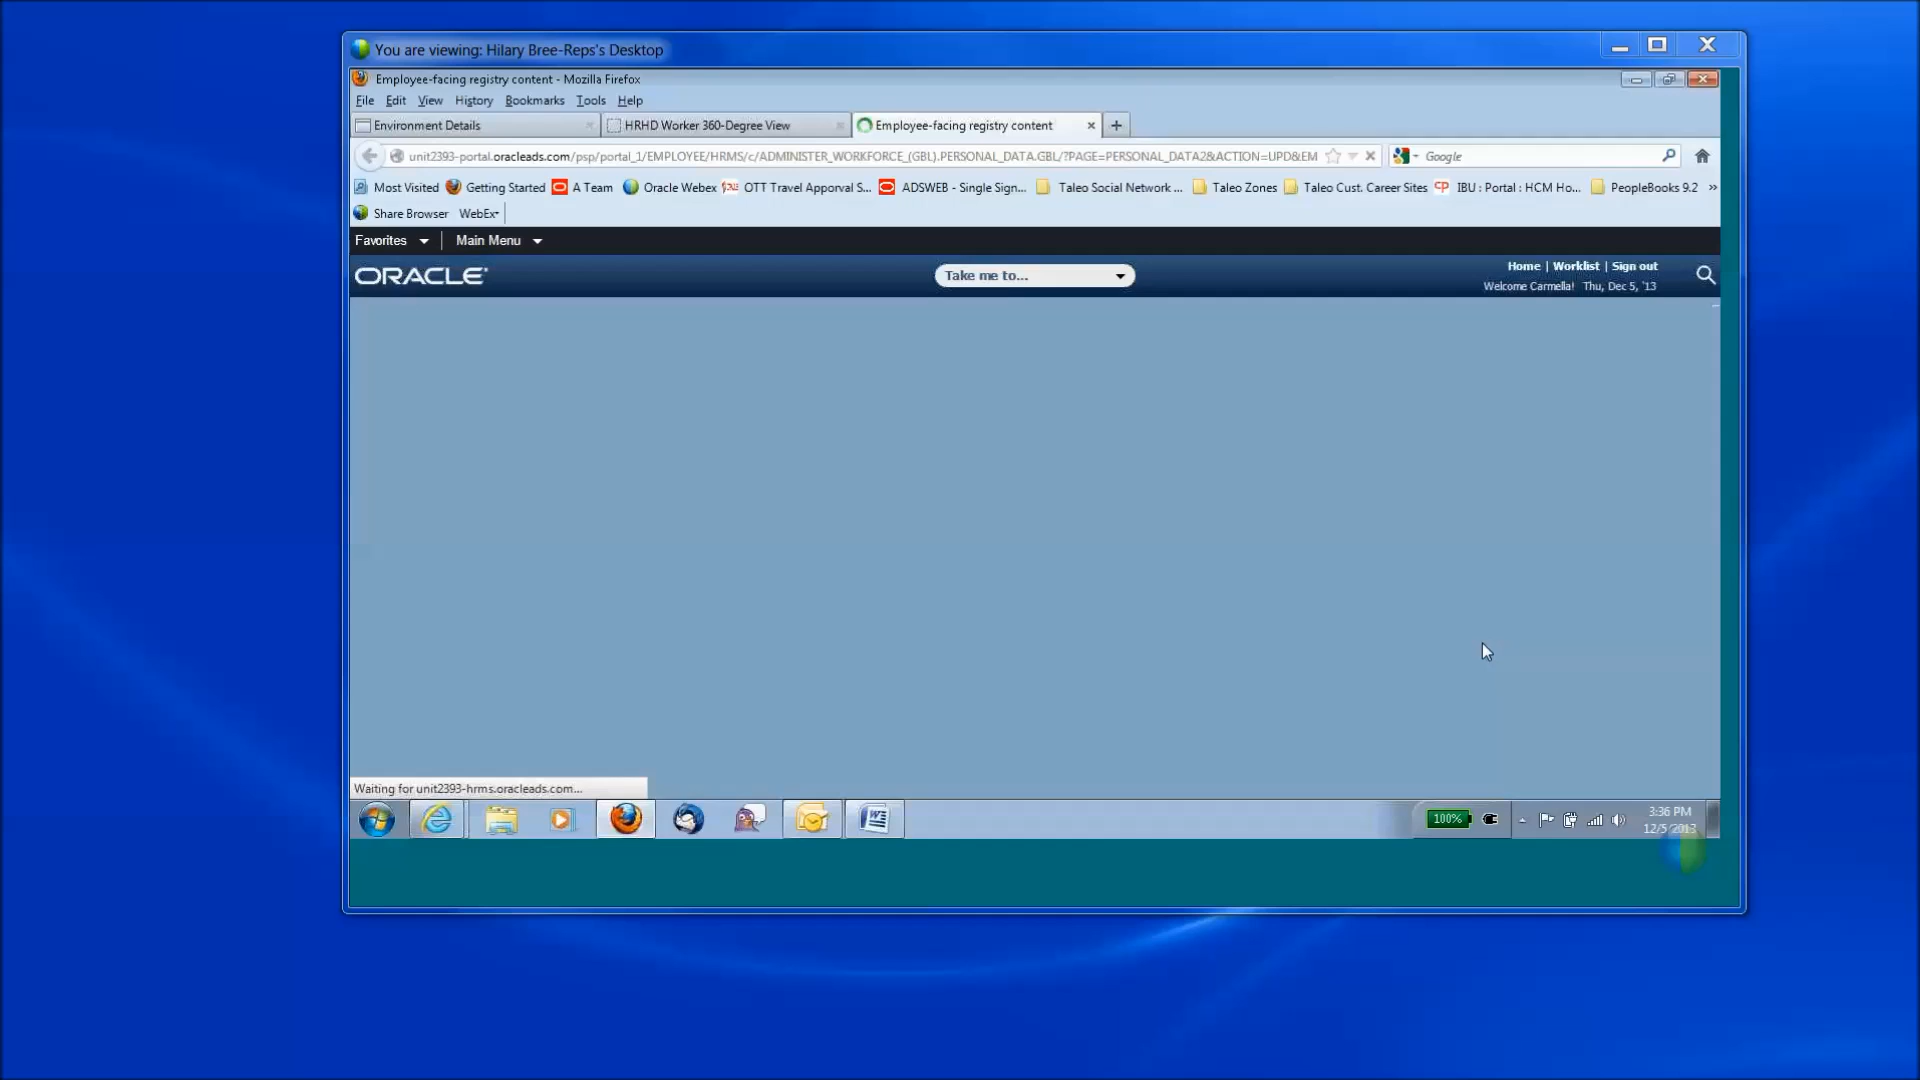 You are viewing: Hilary Bree-Reps's Desktop
Employee-facing registry content - Mozilla Firefox
File Edit View History Bookmarks Tools Help
Environment Details HRHD Worker 360-Degree View Employee-facing registry content
unit2393-portal.oracleads.com/psp/portal_1/EMPLOYEE/HRMS/c/ADMINISTER_WORKFORCE_(GBL).PERSONAL_DATA.GBL/?PAGE=PERSONAL_DATA2&ACTION=UPD&EM Google
Most Visited Getting Started A Team Oracle Webex OTT Travel Apporval S... ADSWEB - Single Sign... Taleo Social Network ... Taleo Zones Taleo Cust. Career Sites IBU : Portal : HCM Ho... PeopleBooks 9.2 »
Share Browser WebEx
Favorites Main Menu
ORACLE Take me to... Home | Worklist | Sign out
Welcome Carmella! Thu, Dec 5, '13
Waiting for unit2393-hrms.oracleads.com...
100% 3:36 PM
12/5/2013